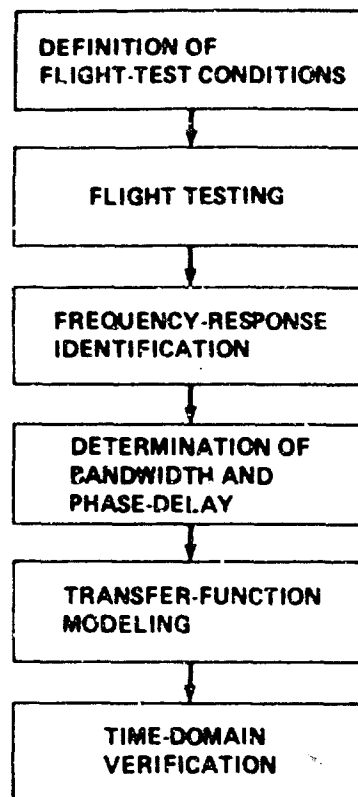 DEFINITION OF
FLIGHT-TEST CONDITIONS
FLIGHT TESTING
FREQUENCY-RESPONSE
IDENTIFICATION
DETERMINATION OF
BANDWIDTH AND
PHASE-DELAY
TRANSFER-FUNCTION
MODELING
TIME-DOMAIN
VERIFICATION